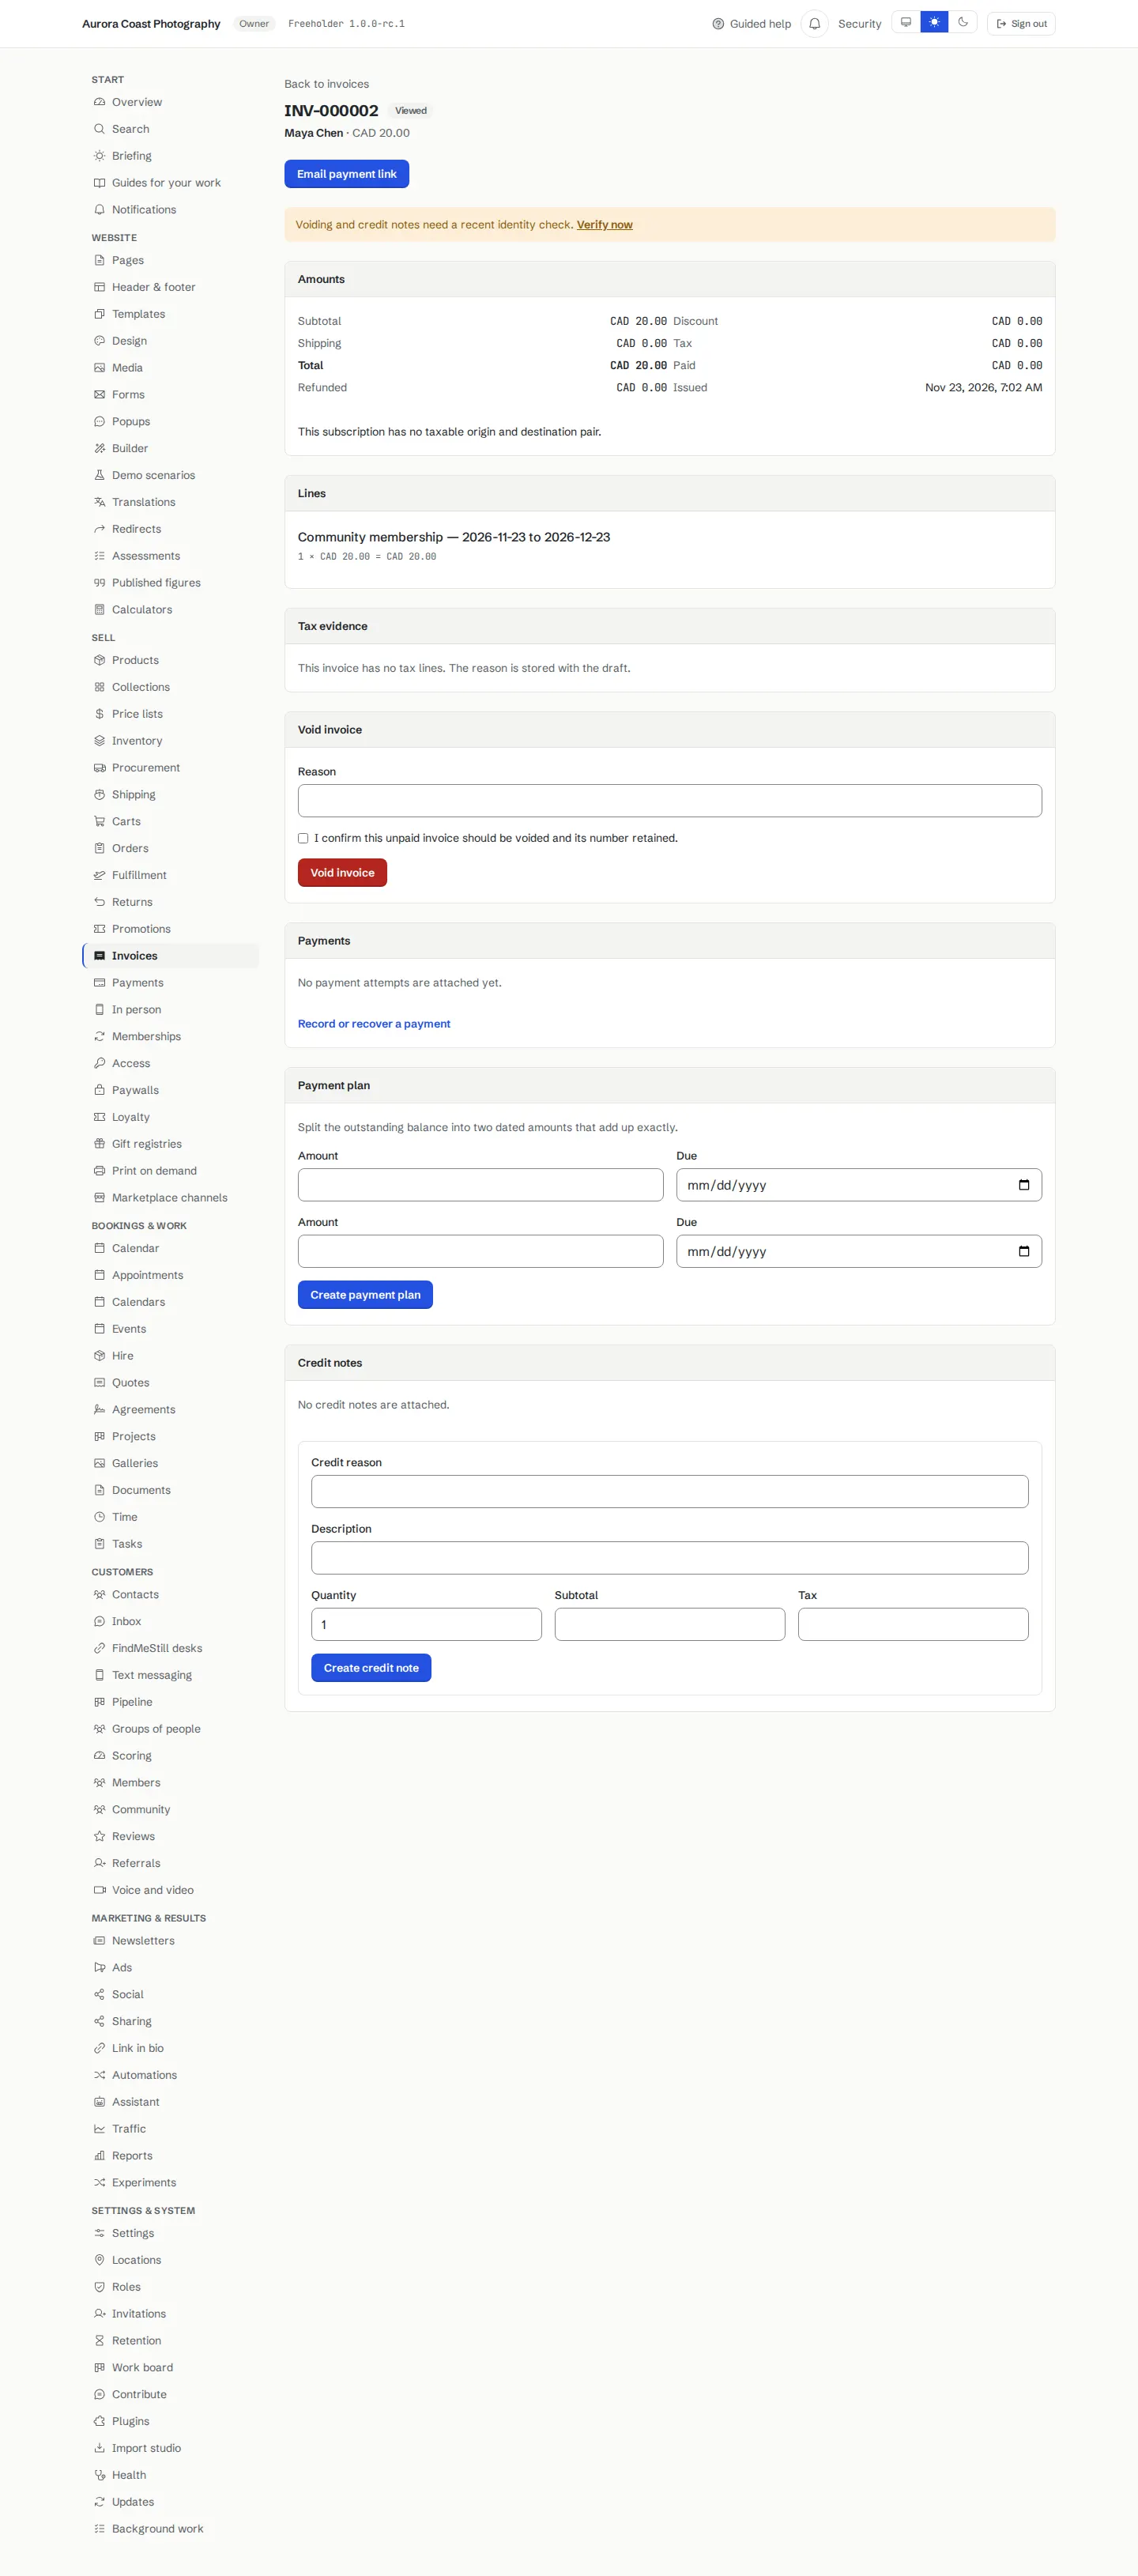 Aurora Coast Photography Owner Freeholder 1.0.0-rc.1 Guided help Security Sign out
START
Overview
Search
Briefing
Guides for your work
Notifications
WEBSITE
Pages
Header & footer
Templates
Design
Media
Forms
Popups
Builder
Demo scenarios
Translations
Redirects
Assessments
Published figures
Calculators
SELL
Products
Collections
Price lists
Inventory
Procurement
Shipping
Carts
Orders
Fulfillment
Returns
Promotions
Invoices
Payments
In person
Memberships
Access
Paywalls
Loyalty
Gift registries
Print on demand
Marketplace channels
BOOKINGS & WORK
Calendar
Appointments
Calendars
Events
Hire
Quotes
Agreements
Projects
Galleries
Documents
Time
Tasks
CUSTOMERS
Contacts
Inbox
FindMeStill desks
Text messaging
Pipeline
Groups of people
Scoring
Members
Community
Reviews
Referrals
Voice and video
MARKETING & RESULTS
Newsletters
Ads
Social
Sharing
Link in bio
Automations
Assistant
Traffic
Reports
Experiments
SETTINGS & SYSTEM
Settings
Locations
Roles
Invitations
Retention
Work board
Contribute
Plugins
Import studio
Health
Updates
Background work
Back to invoices
INV-000002 Viewed
Maya Chen · CAD 20.00
Email payment link
Voiding and credit notes need a recent identity check. Verify now
Amounts
Subtotal CAD 20.00 Discount CAD 0.00
Shipping CAD 0.00 Tax CAD 0.00
Total CAD 20.00 Paid CAD 0.00
Refunded CAD 0.00 Issued Nov 23, 2026, 7:02 AM
This subscription has no taxable origin and destination pair.
Lines
Community membership — 2026-11-23 to 2026-12-23
1 × CAD 20.00 = CAD 20.00
Tax evidence
This invoice has no tax lines. The reason is stored with the draft.
Void invoice
Reason
I confirm this unpaid invoice should be voided and its number retained.
Void invoice
Payments
No payment attempts are attached yet.
Record or recover a payment
Payment plan
Split the outstanding balance into two dated amounts that add up exactly.
Amount Due
mm/dd/yyyy
Amount Due
mm/dd/yyyy
Create payment plan
Credit notes
No credit notes are attached.
Credit reason
Description
Quantity Subtotal Tax
1
Create credit note